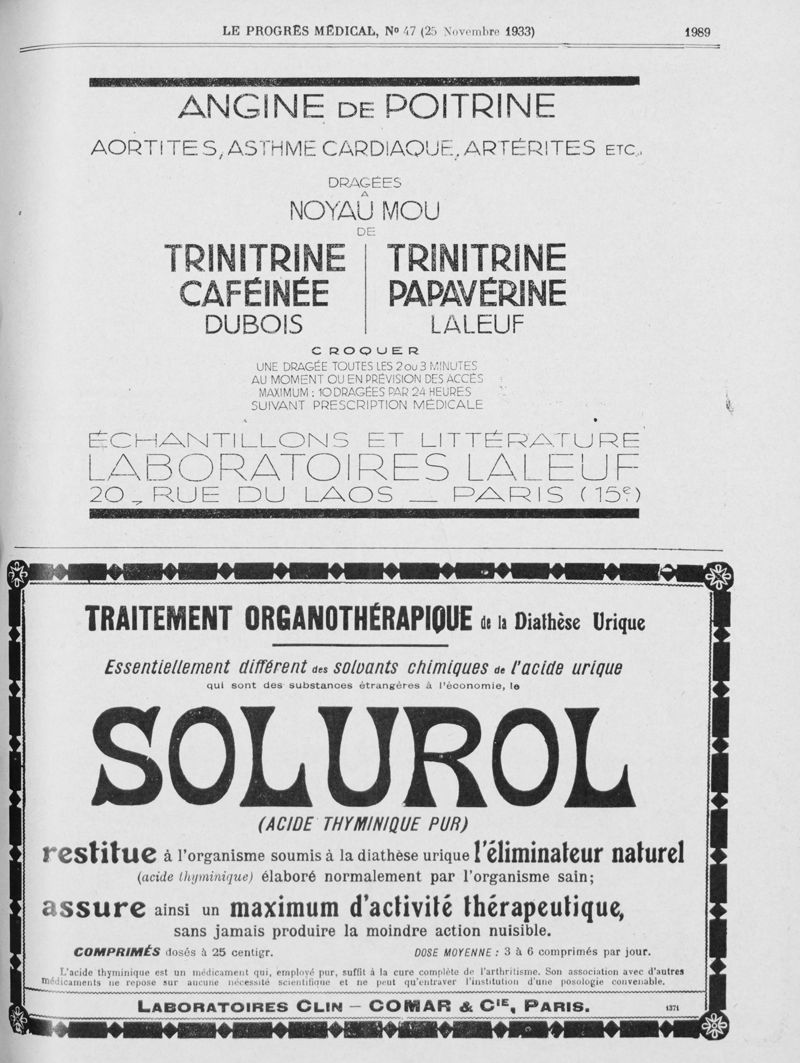 LE PROGRÈS MÉDICAL, No 47 (25 Novembre 1933) 1989
ANGINE DE POITRINE
AORTITES, ASTHME CARDIAQUE, ARTÉRITES ETC.,
DRAGÉES
A
NOYAU MOU
DE
TRINITRINE TRINITRINE
CAFÉINÉE PAPAVÉRINE
DUBOIS LALEUF
CROQUER
UNE DRAGÉE TOUTES LES 2 OU 3 MINUTES
AU MOMENT OU EN PRÉVISION DES ACCÈS
MAXIMUM : 10 DRAGÉES PAR 24 HEURES
SUIVANT PRESCRIPTION MÉDICALE
ÉCHANTILLONS ET LITTÉRATURE
LABORATOIRES LALEUF
20, RUE DU LAOS _ PARIS (15e)
TRAITEMENT ORGANOTHÉRAPIQUE de la Diathèse Urique
Essentiellement différent des solvants chimiques de l'acide urique
qui sont des substances étrangères à l'économie, le
SOLUROL
(ACIDE THYMINIQUE PUR)
restitue à l'organisme soumis à la diathèse urique l'éliminateur naturel
(acide thyminique) élaboré normalement par l'organisme sain;
assure ainsi un maximum d'activité thérapeutique,
sans jamais produire la moindre action nuisible.
COMPRIMÉS dosés à 25 centigr. DOSE MOYENNE : 3 à 6 comprimés par jour.
L'acide thyminique est un médicament qui, employé pur, suffit à la cure complète de l'arthritisme. Son association avec d'autres
médicaments ne repose sur aucune nécessité scientifique et ne peut qu'entraver l'institution d'une posologie convenable.
LABORATOIRES CLIN – COMAR & CIE, PARIS. 1371